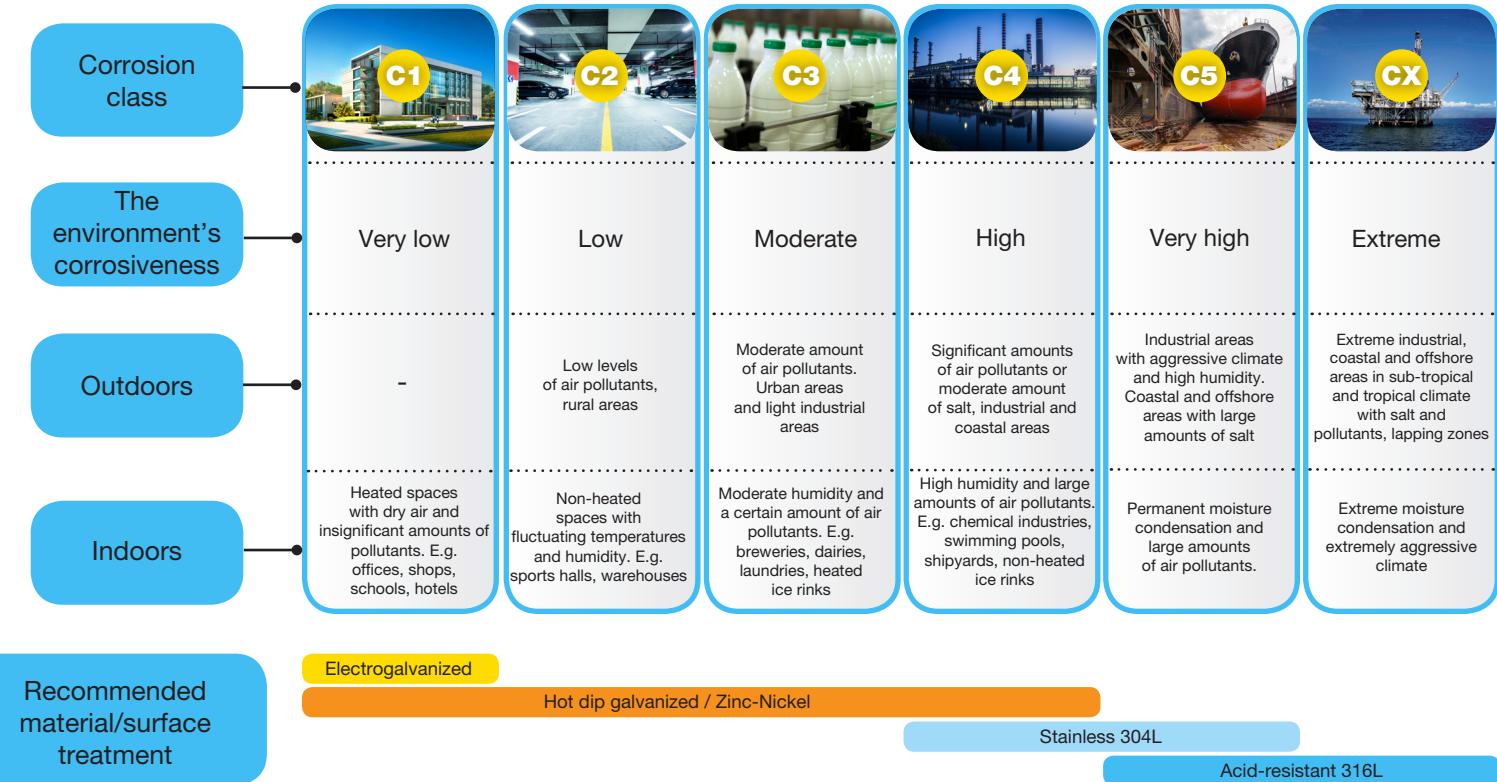 Corrosion
class
C1
C2
C3
C4
C5
CX
The
environment's
corrosiveness
Very low
Low
Moderate
High
Very high
Extreme
Outdoors
-
Low levels
of air pollutants,
rural areas
Moderate amount
of air pollutants.
Urban areas
and light industrial
areas
Significant amounts
of air pollutants or
moderate amount
of salt, industrial and
coastal areas
Industrial areas
with aggressive climate
and high humidity.
Coastal and offshore
areas with large
amounts of salt
Extreme industrial,
coastal and offshore
areas in sub-tropical
and tropical climate
with salt and
pollutants, lapping zones
Indoors
Heated spaces
with dry air and
insignificant amounts of
pollutants. E.g.
offices, shops,
schools, hotels
Non-heated
spaces with
fluctuating temperatures
and humidity. E.g.
sports halls, warehouses
Moderate humidity and
a certain amount of air
pollutants. E.g.
breweries, dairies,
laundries, heated
ice rinks
High humidity and large
amounts of air pollutants.
E.g. chemical industries,
swimming pools,
shipyards, non-heated
ice rinks
Permanent moisture
condensation and
large amounts
of air pollutants.
Extreme moisture
condensation and
extremely aggressive
climate
Recommended
material/surface
treatment
Electrogalvanized
Hot dip galvanized / Zinc-Nickel
Stainless 304L
Acid-resistant 316L